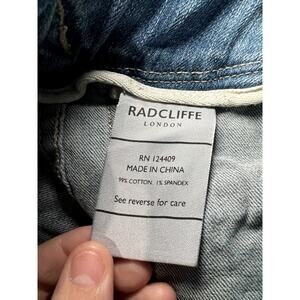 RADCLIFFE
LONDON
RN 124409
MADE IN CHINA
99% COTTON 1% SPANDEX
See reverse for care